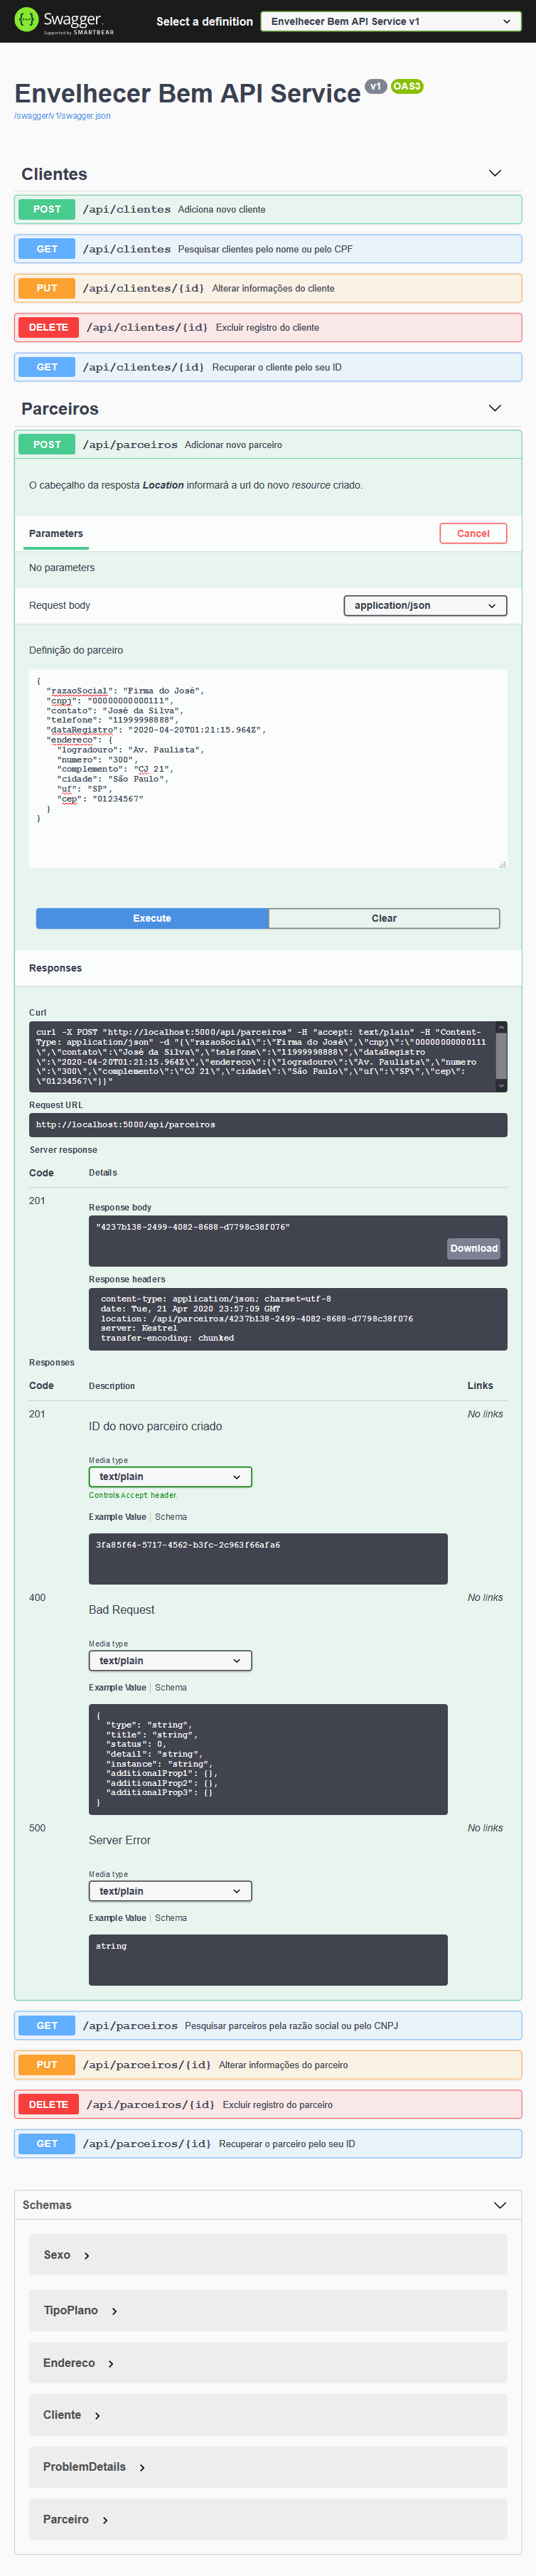 Swagger
Supported by SMARTBEAR
Select a definition
Envelhecer Bem API Service v1
Envelhecer Bem API Service v1 OAS3
/swagger/v1/swagger.json
Clientes
POST /api/clientes Adiciona novo cliente
GET /api/clientes Pesquisar clientes pelo nome ou pelo CPF
PUT /api/clientes/{id} Alterar informações do cliente
DELETE /api/clientes/{id} Excluir registro do cliente
GET /api/clientes/{id} Recuperar o cliente pelo seu ID
Parceiros
POST /api/parceiros Adicionar novo parceiro
O cabeçalho da resposta Location informará a url do novo resource criado.
Parameters
Cancel
No parameters
Request body
application/json
Definição do parceiro
{
"razaoSocial": "Firma do José",
"cnpj": "00000000000111",
"contato": "José da Silva",
"telefone": "11999998888",
"dataRegistro": "2020-04-20T01:21:15.964Z",
"endereco": {
"logradouro": "Av. Paulista",
"numero": "300",
"complemento": "CJ 21",
"cidade": "São Paulo",
"uf": "SP",
"cep": "01234567"
}
}
Execute
Clear
Responses
Curl
curl -X POST "http://localhost:5000/api/parceiros" -H "accept: text/plain" -H "Content-
Type: application/json" -d "{\"razaoSocial\":\"Firma do José\",\"cnpj\":\"00000000000111
\",\"contato\":\"José da Silva\",\"telefone\":\"11999998888\",\"dataRegistro
\":\"2020-04-20T01:21:15.964Z\",\"endereco\":{\"logradouro\":\"Av. Paulista\",\"numero
\":\"300\",\"complemento\":\"CJ 21\",\"cidade\":\"São Paulo\",\"uf\":\"SP\",\"cep\":
\"01234567\"}}"
Request URL
http://localhost:5000/api/parceiros
Server response
Code Details
201
Response body
"4237b138-2499-4082-8688-d7798c38f076"
Download
Response headers
content-type: application/json; charset=utf-8
date: Tue, 21 Apr 2020 23:57:09 GMT
location: /api/parceiros/4237b138-2499-4082-8688-d7798c38f076
server: Kestrel
transfer-encoding: chunked
Responses
Code Description Links
201 No links
ID do novo parceiro criado
Media type
text/plain
Controls Accept header.
Example Value Schema
3fa85f64-5717-4562-b3fc-2c963f66afa6
400 No links
Bad Request
Media type
text/plain
Example Value Schema
{
"type": "string",
"title": "string",
"status": 0,
"detail": "string",
"instance": "string",
"additionalProp1": {},
"additionalProp2": {},
"additionalProp3": {}
}
500 No links
Server Error
Media type
text/plain
Example Value Schema
string
GET /api/parceiros Pesquisar parceiros pela razão social ou pelo CNPJ
PUT /api/parceiros/{id} Alterar informações do parceiro
DELETE /api/parceiros/{id} Excluir registro do parceiro
GET /api/parceiros/{id} Recuperar o parceiro pelo seu ID
Schemas
Sexo
TipoPlano
Endereco
Cliente
ProblemDetails
Parceiro